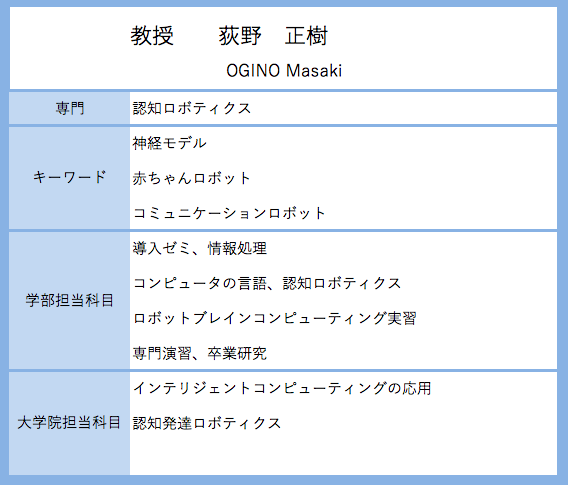 教授　　荻野　正樹
OGINO Masaki
専門
認知ロボティクス
キーワード
神経モデル
赤ちゃんロボット
コミュニケーションロボット
学部担当科目
導入ゼミ、情報処理
コンピュータの言語、認知ロボティクス
ロボットブレインコンピューティング実習
専門演習、卒業研究
大学院担当科目
インテリジェントコンピューティングの応用
認知発達ロボティクス